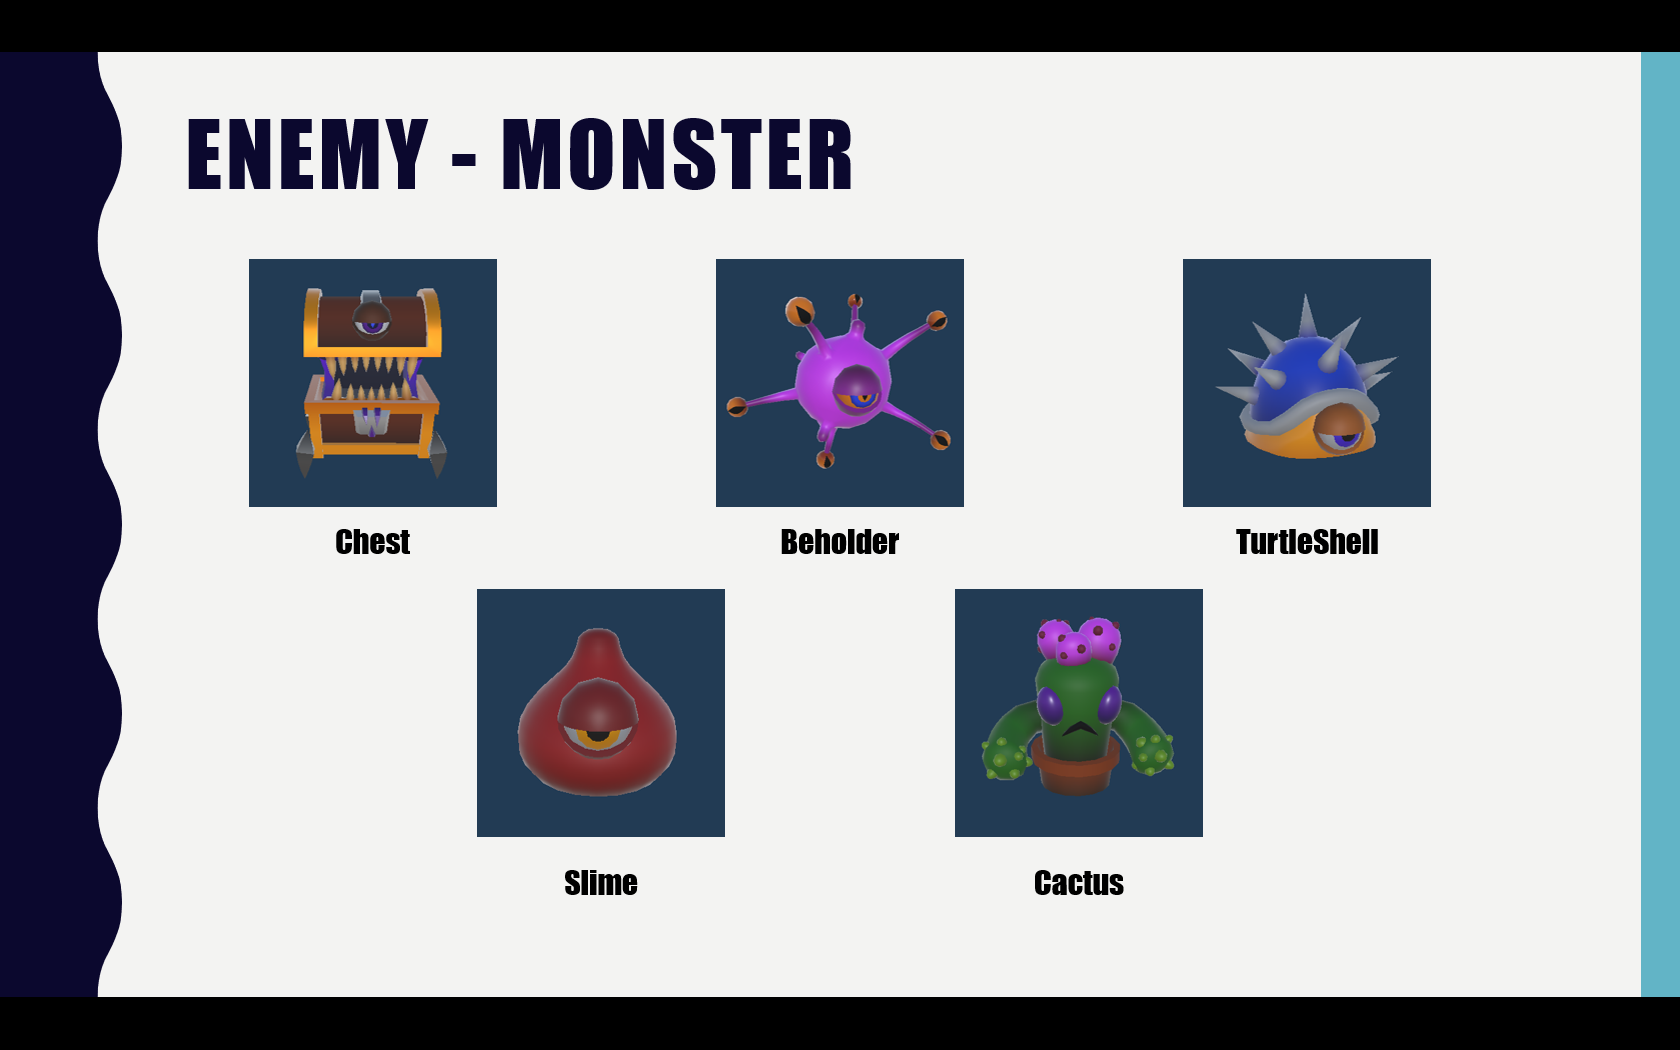 ENEMY - MONSTER
Chest
Beholder
TurtleShell
Slime
Cactus